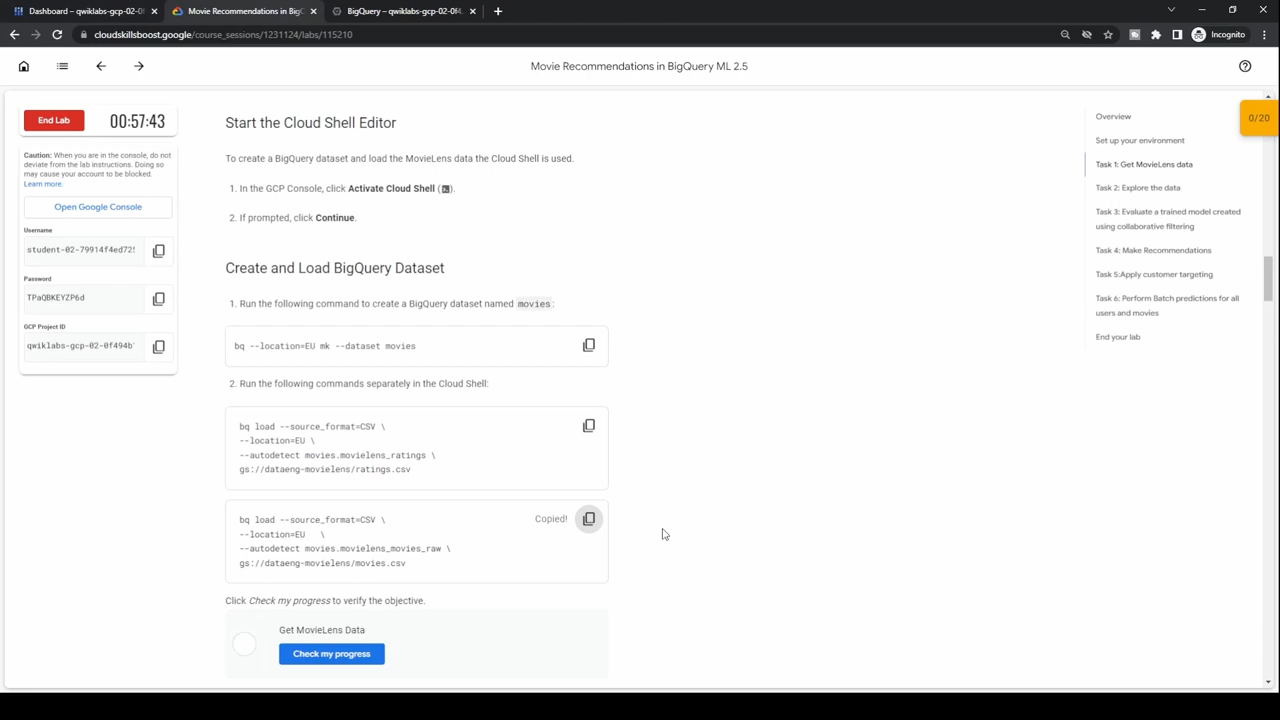 Dashboard – qwiklabs-gcp-02-0f
Movie Recommendations in BigQ
BigQuery – qwiklabs-gcp-02-0f4
cloudskillsboost.google/course_sessions/1231124/labs/115210
Incognito
Movie Recommendations in BigQuery ML 2.5
End Lab
00:57:43
Caution: When you are in the console, do not
deviate from the lab instructions. Doing so
may cause your account to be blocked.
Learn more.
Open Google Console
Username
student-02-79914f4ed725
Password
TPaQBKEYZP6d
GCP Project ID
qwiklabs-gcp-02-0f494b
Start the Cloud Shell Editor
To create a BigQuery dataset and load the MovieLens data the Cloud Shell is used.
1. In the GCP Console, click Activate Cloud Shell ( ).
2. If prompted, click Continue.
Create and Load BigQuery Dataset
1. Run the following command to create a BigQuery dataset named movies:
bq --location=EU mk --dataset movies
2. Run the following commands separately in the Cloud Shell:
bq load --source_format=CSV \
--location=EU \
--autodetect movies.movielens_ratings \
gs://dataeng-movielens/ratings.csv
bq load --source_format=CSV \
Copied!
--location=EU   \
--autodetect movies.movielens_movies_raw \
gs://dataeng-movielens/movies.csv
Click Check my progress to verify the objective.
Get MovieLens Data
Check my progress
0/20
Overview
Set up your environment
Task 1: Get MovieLens data
Task 2: Explore the data
Task 3: Evaluate a trained model created
using collaborative filtering
Task 4: Make Recommendations
Task 5:Apply customer targeting
Task 6: Perform Batch predictions for all
users and movies
End your lab